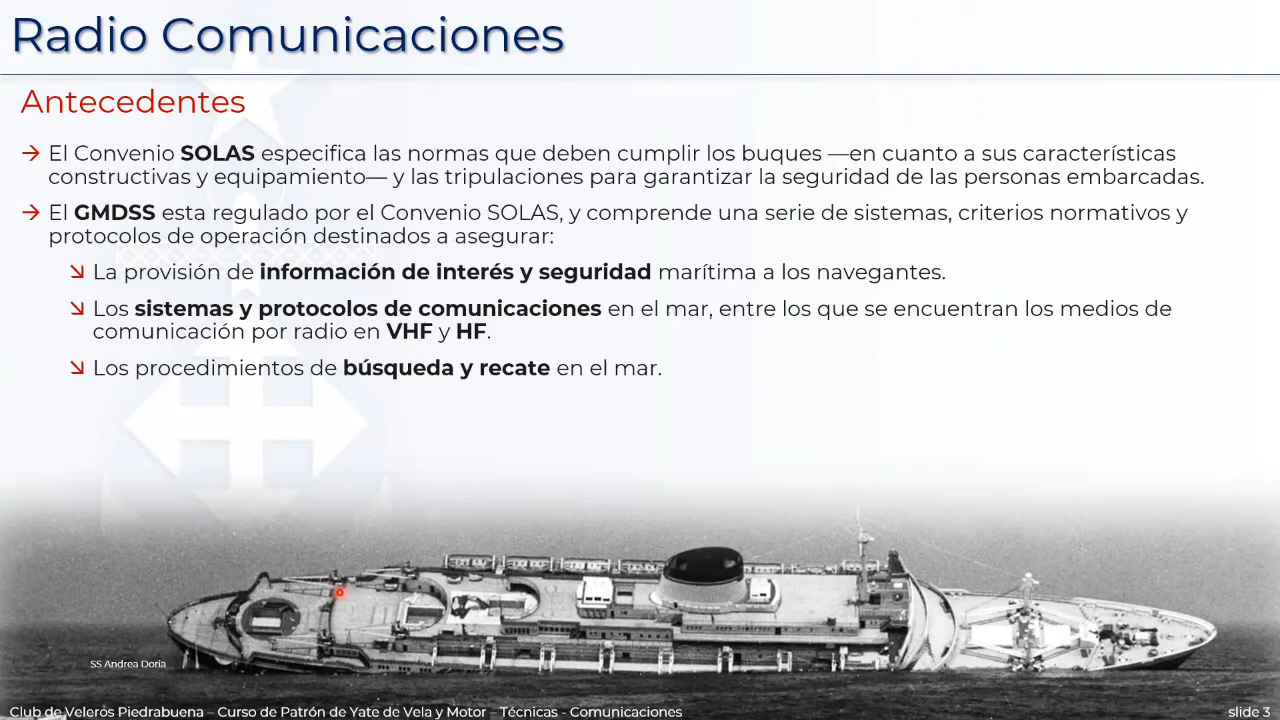 Radio Comunicaciones
Antecedentes
→ El Convenio SOLAS especifica las normas que deben cumplir los buques —en cuanto a sus características
constructivas y equipamiento— y las tripulaciones para garantizar la seguridad de las personas embarcadas.
→ El GMDSS esta regulado por el Convenio SOLAS, y comprende una serie de sistemas, criterios normativos y
protocolos de operación destinados a asegurar:
↘ La provisión de información de interés y seguridad marítima a los navegantes.
↘ Los sistemas y protocolos de comunicaciones en el mar, entre los que se encuentran los medios de
comunicación por radio en VHF y HF.
↘ Los procedimientos de búsqueda y recate en el mar.
SS Andrea Doria
Club de Veleros Piedrabuena – Curso de Patrón de Yate de Vela y Motor – Técnicas - Comunicaciones
slide 3